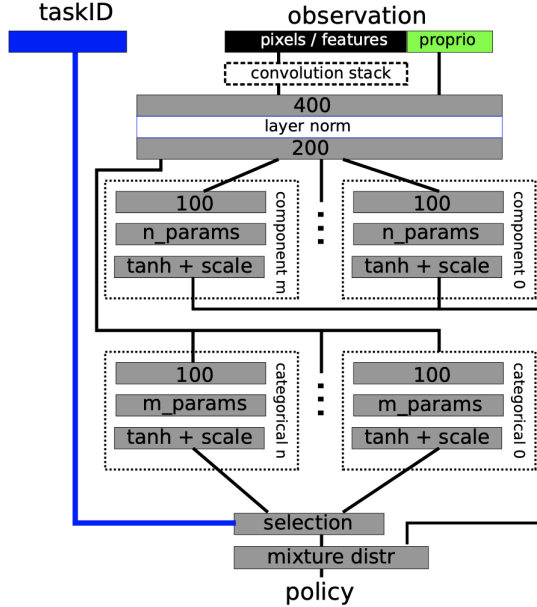 taskID
observation
pixels / features
proprio
convolution stack
400
layer norm
200
100
n_params
tanh + scale
component m
100
n_params
tanh + scale
component 0
100
m_params
tanh + scale
categorical n
100
m_params
tanh + scale
categorical 0
selection
mixture distr
policy